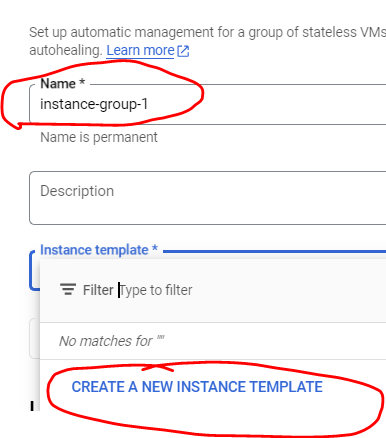 Set up automatic management for a group of stateless VMs
autohealing. Learn more
Name *
instance-group-1
Name is permanent
Description
Instance template *
Filter Type to filter
No matches for ""
CREATE A NEW INSTANCE TEMPLATE